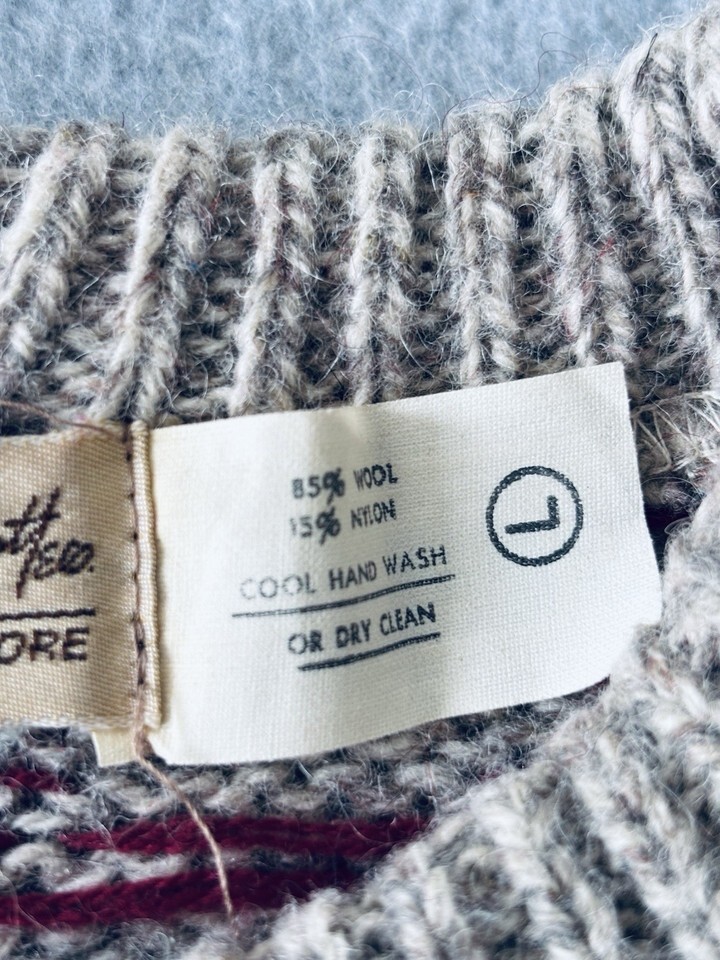 85% WOOL
15% NYLON
COOL HAND WASH
OR DRY CLEAN
L
ORE